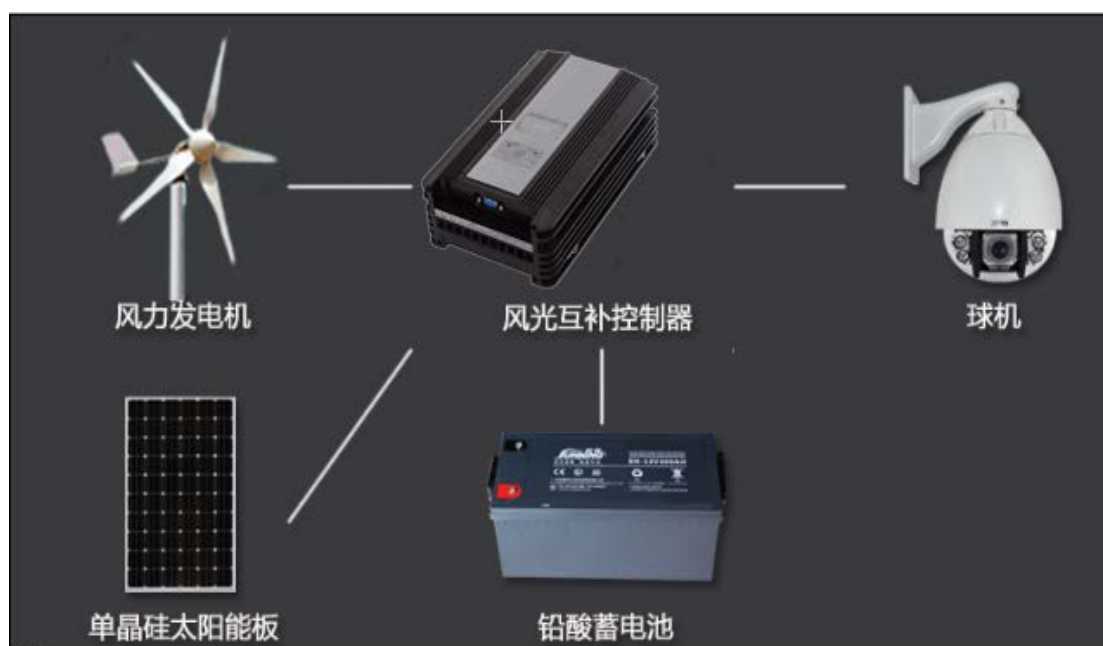 风力发电机
风光互补控制器
球机
单晶硅太阳能板
铅酸蓄电池